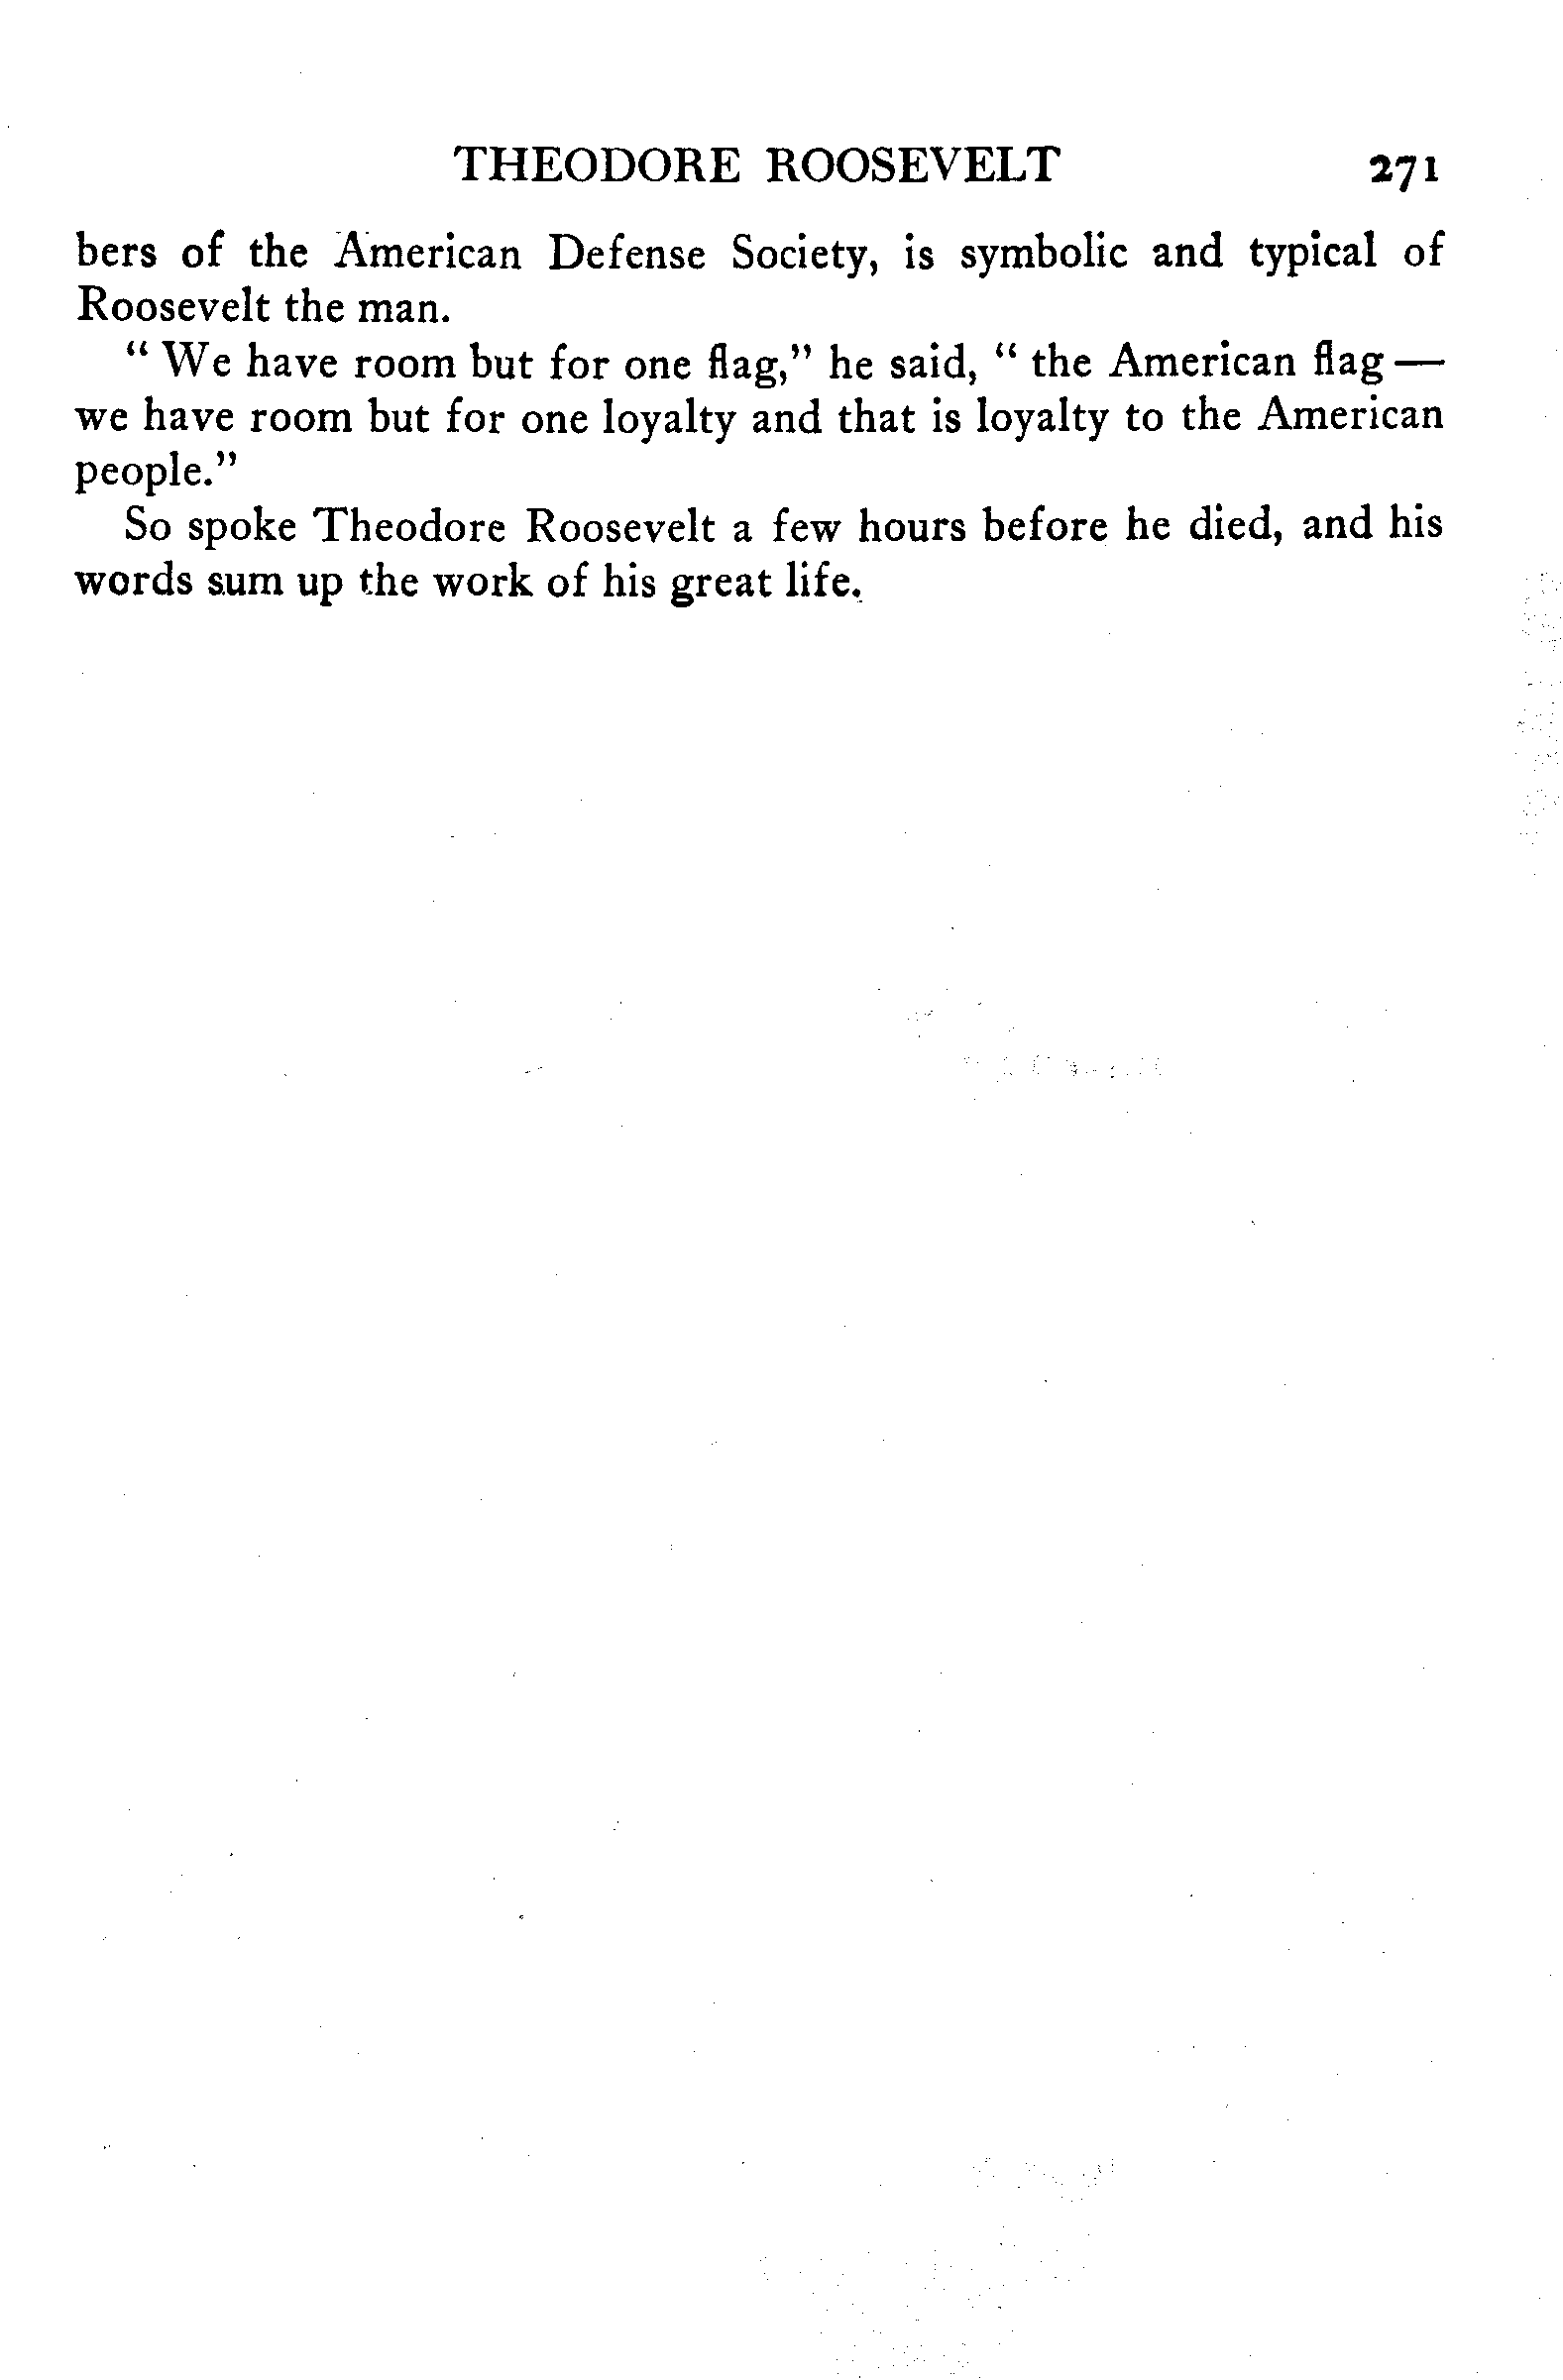 THEODORE ROOSEVELT 271
bers of the American Defense Society, is symbolic and typical of
Roosevelt the man.
“ We have room but for one flag,” he said, “ the American flag —
we have room but for one loyalty and that is loyalty to the American
people.”
So spoke Theodore Roosevelt a few hours before he died, and his
words sum up the work of his great life.